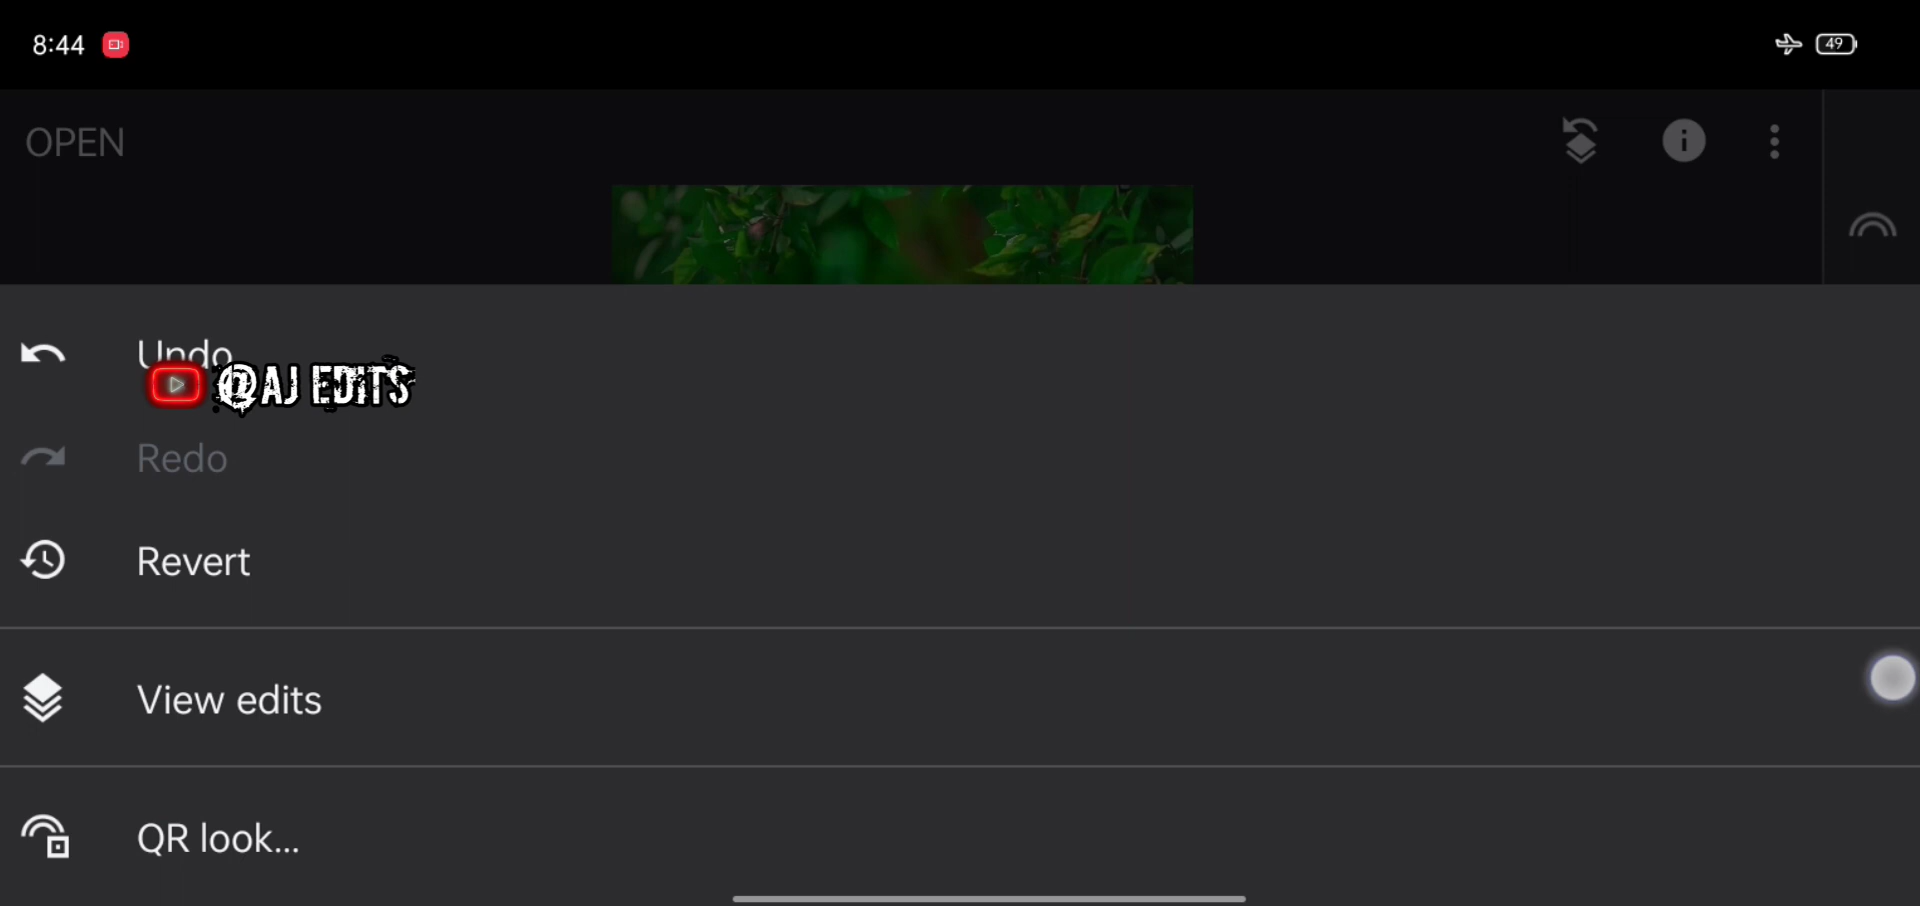 8:44
49
OPEN
Undo
@AJ EDITS
Redo
Revert
View edits
QR look...